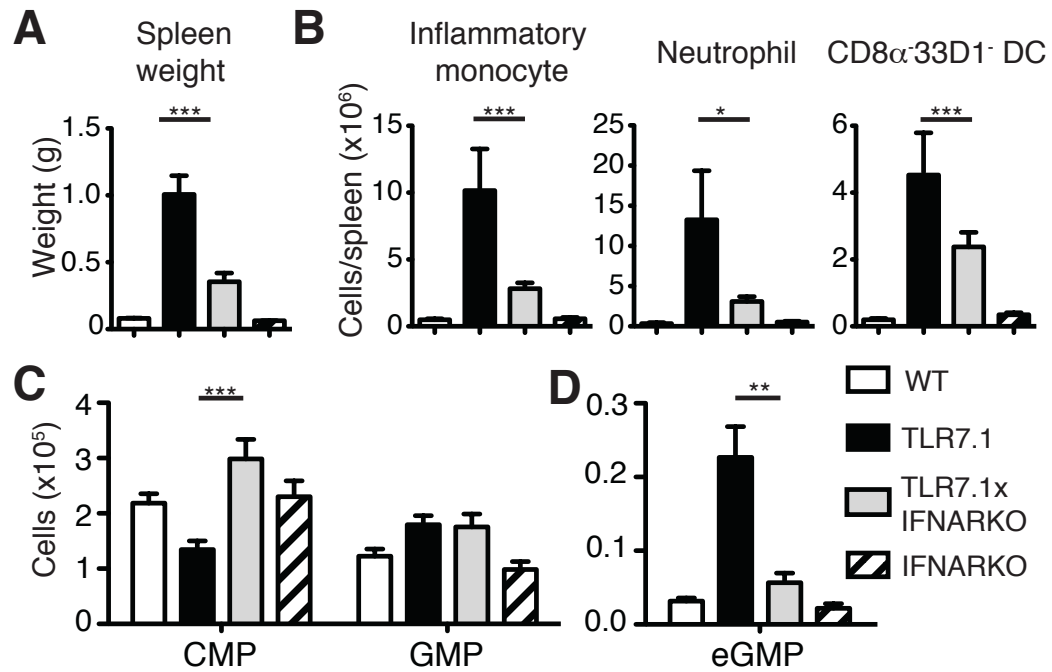 A
Spleen
weight
***
Weight (g)
1.5
1.0
0.5
0
B
Inflammatory
monocyte
***
Cells/spleen (x10⁶)
15
10
5
0
Neutrophil
*
25
20
15
10
5
0
CD8α⁻33D1⁻ DC
***
6
4
2
0
C
***
Cells (x10⁵)
4
3
2
1
0
CMP
GMP
D
**
0.3
0.2
0.1
0.0
eGMP
WT
TLR7.1
TLR7.1x
IFNARKO
IFNARKO